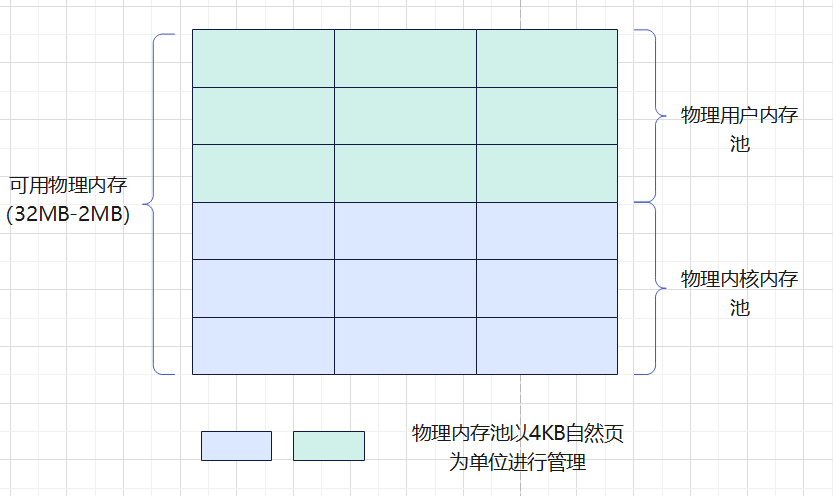 可用物理内存
(32MB-2MB)
物理用户内存
池
物理内核内存
池
物理内存池以4KB自然页
为单位进行管理